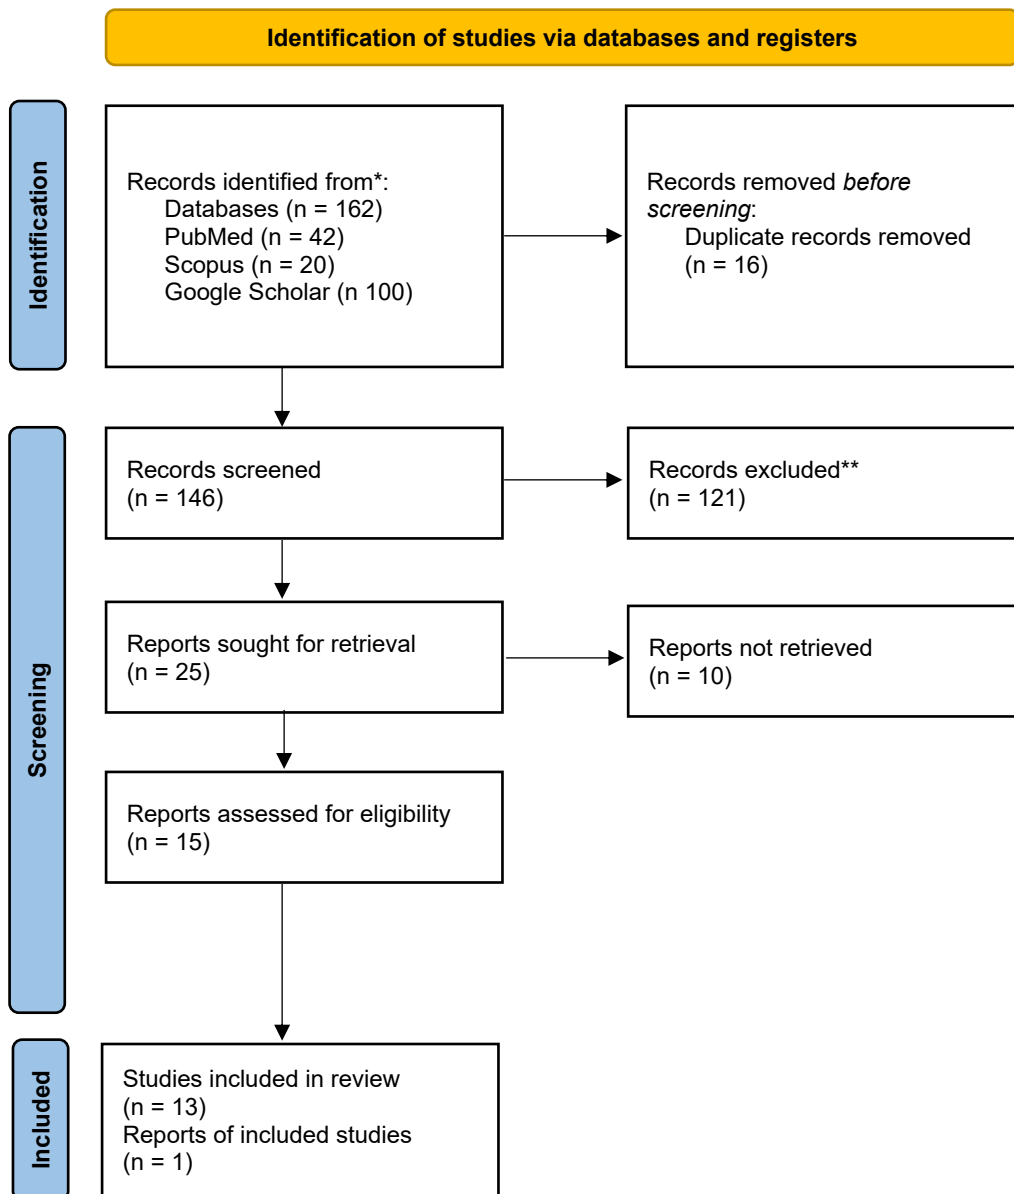 Identification of studies via databases and registers
Identification
Records identified from*:
Databases (n = 162)
PubMed (n = 42)
Scopus (n = 20)
Google Scholar (n 100)
Records removed before
screening:
Duplicate records removed
(n = 16)
Screening
Records screened
(n = 146)
Records excluded**
(n = 121)
Reports sought for retrieval
(n = 25)
Reports not retrieved
(n = 10)
Reports assessed for eligibility
(n = 15)
Included
Studies included in review
(n = 13)
Reports of included studies
(n = 1)